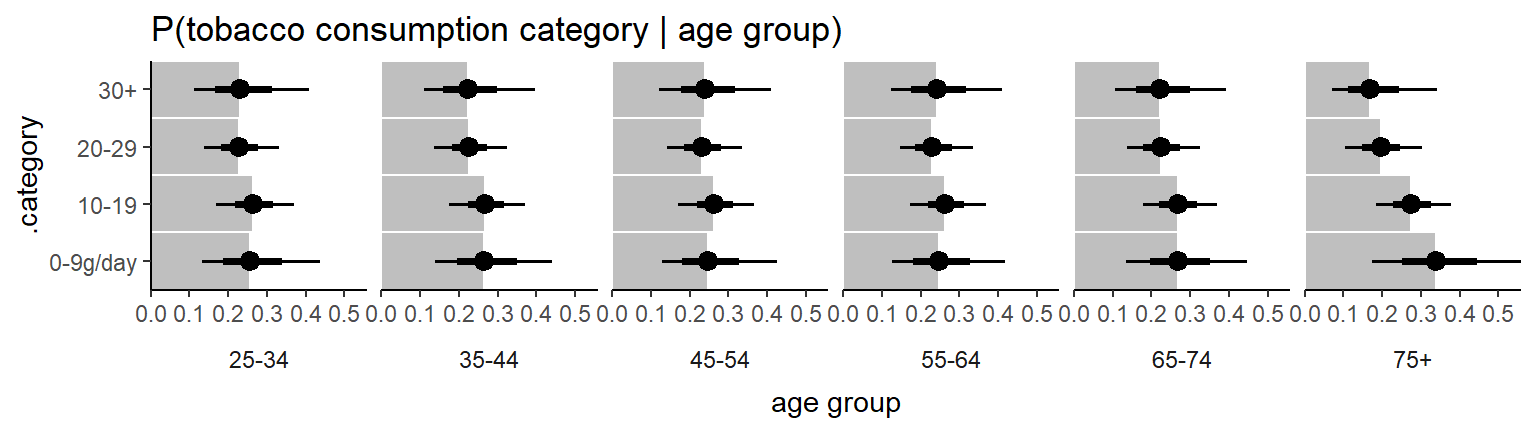 P(tobacco consumption category | age group)
.category
30+
20-29
10-19
0-9g/day
0.0 0.1 0.2 0.3 0.4 0.5 0.0 0.1 0.2 0.3 0.4 0.5 0.0 0.1 0.2 0.3 0.4 0.5 0.0 0.1 0.2 0.3 0.4 0.5 0.0 0.1 0.2 0.3 0.4 0.5 0.0 0.1 0.2 0.3 0.4 0.5
25-34 35-44 45-54 55-64 65-74 75+
age group